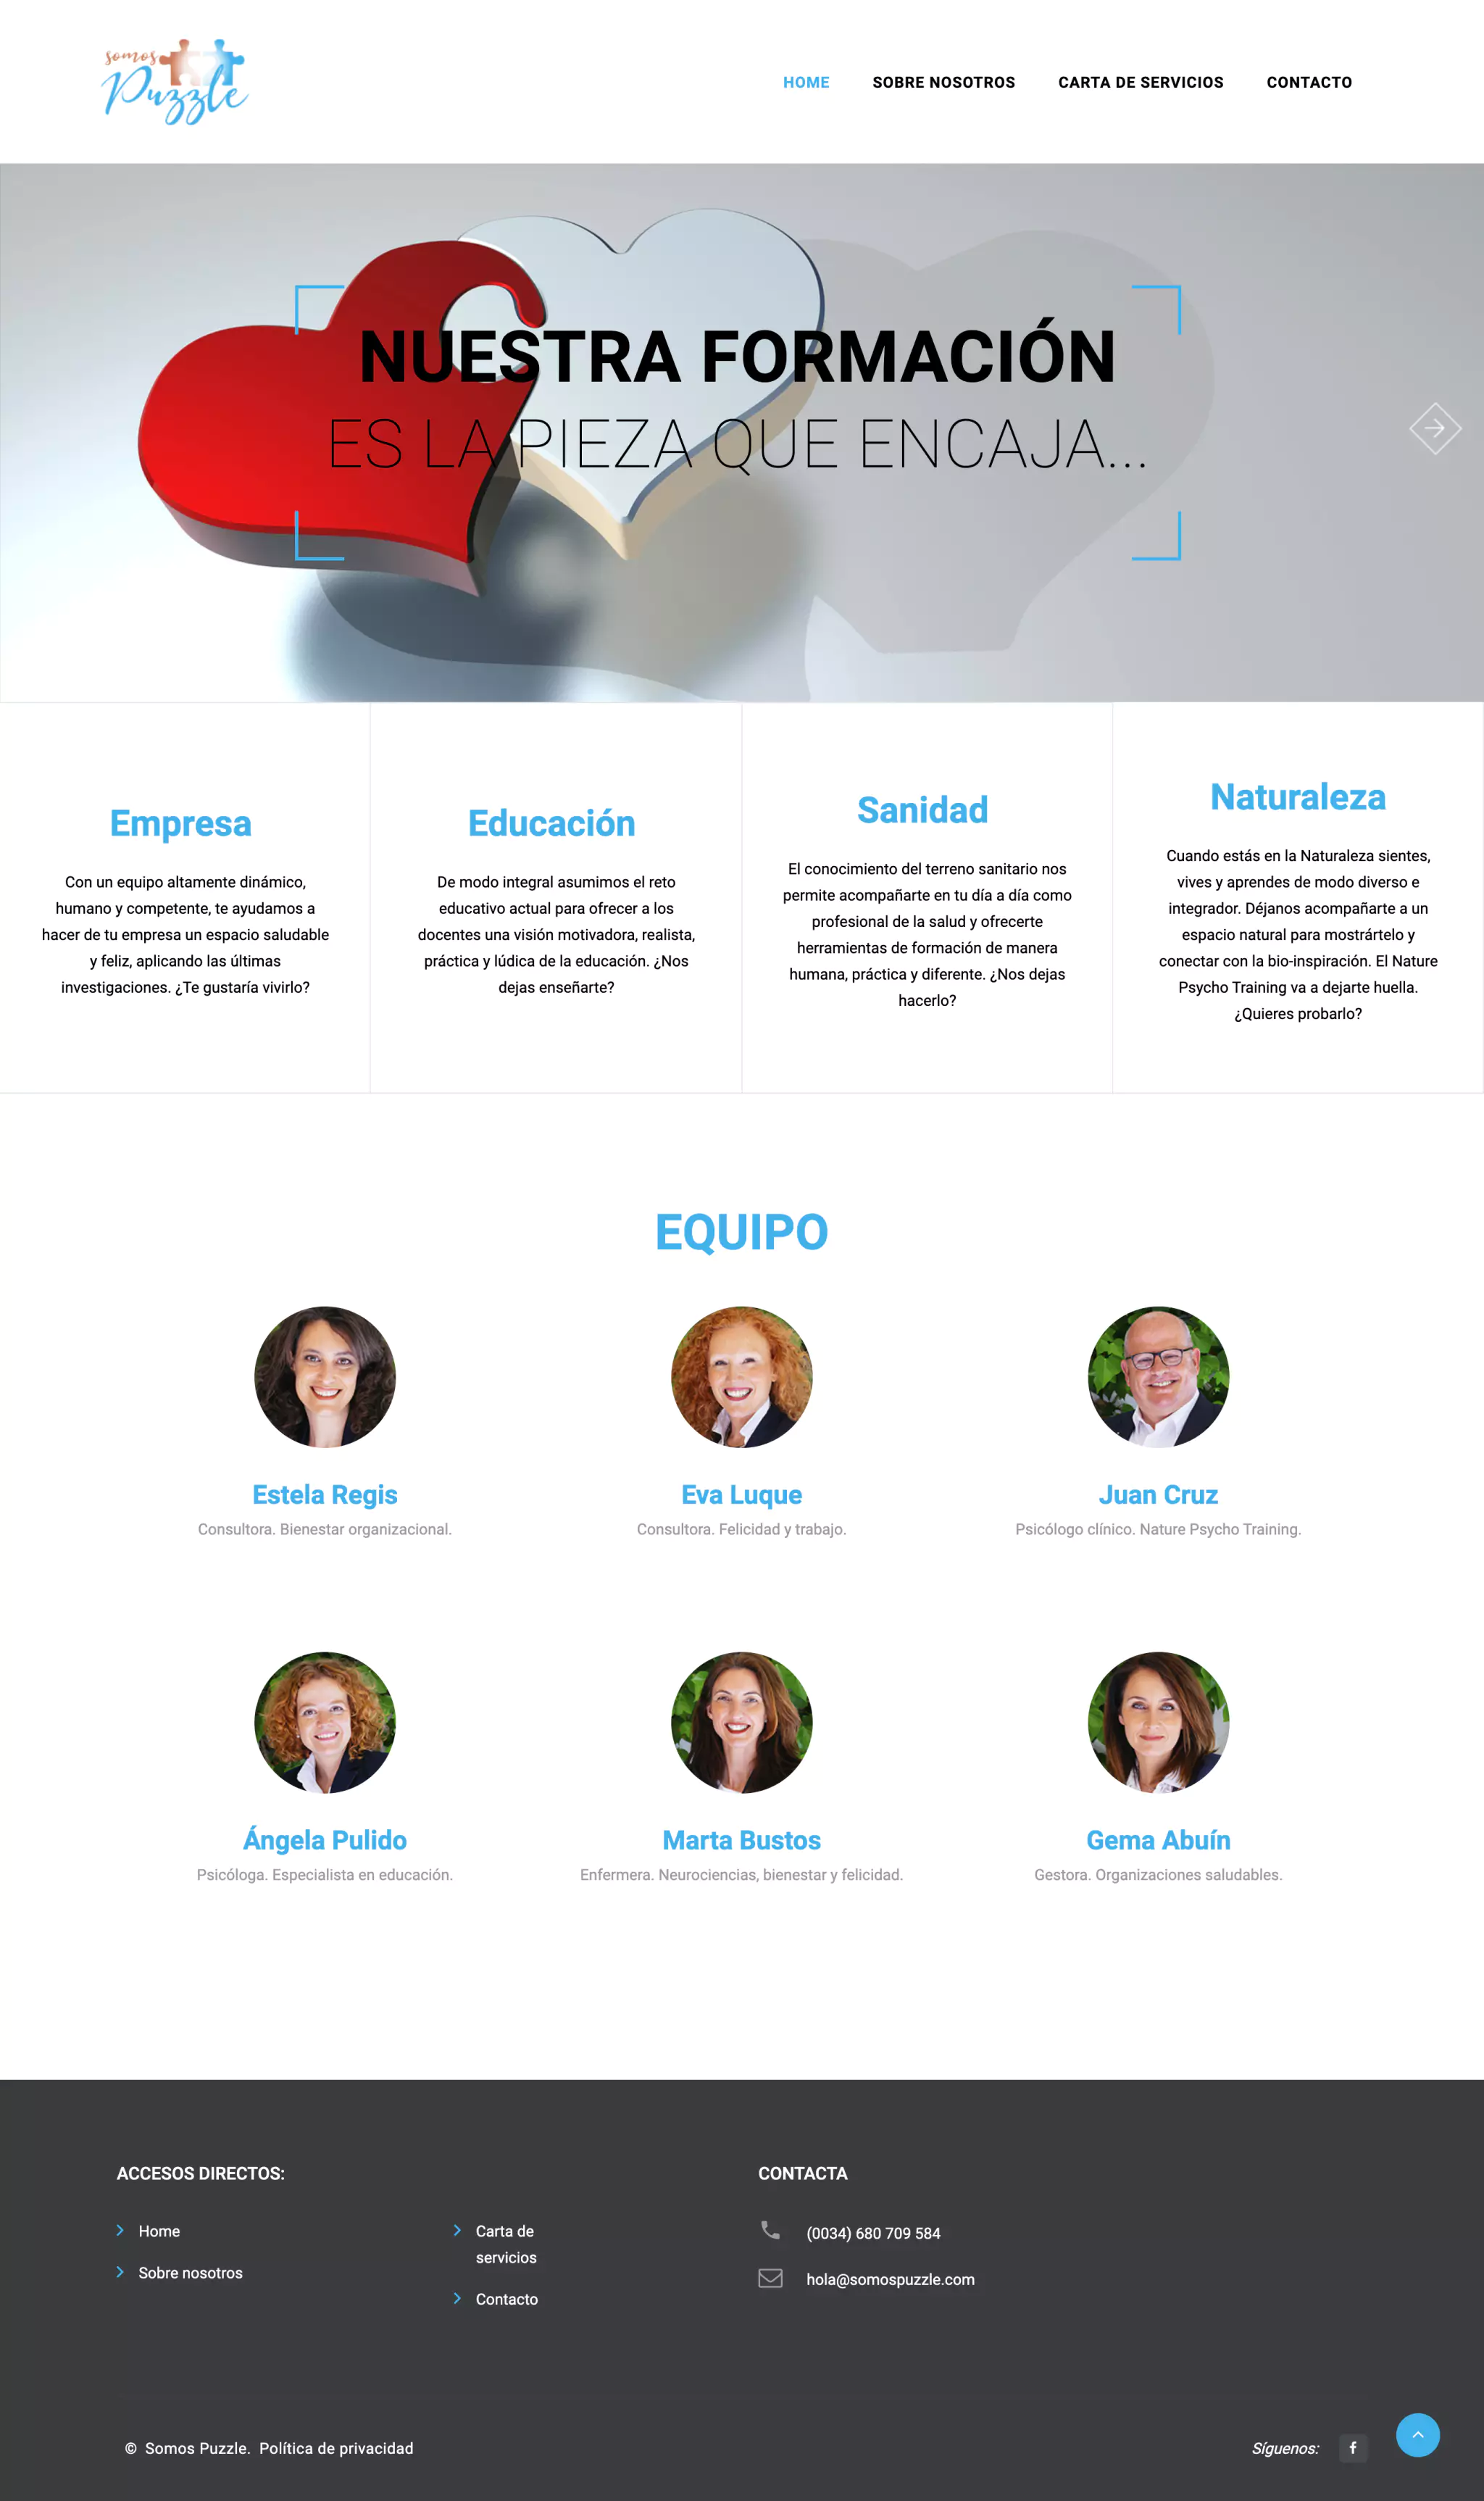 somos
Puzzle
HOME SOBRE NOSOTROS CARTA DE SERVICIOS CONTACTO
NUESTRA FORMACIÓN
ES LA PIEZA QUE ENCAJA...
Empresa
Con un equipo altamente dinámico,
humano y competente, te ayudamos a
hacer de tu empresa un espacio saludable
y feliz, aplicando las últimas
investigaciones. ¿Te gustaría vivirlo?
Educación
De modo integral asumimos el reto
educativo actual para ofrecer a los
docentes una visión motivadora, realista,
práctica y lúdica de la educación. ¿Nos
dejas enseñarte?
Sanidad
El conocimiento del terreno sanitario nos
permite acompañarte en tu día a día como
profesional de la salud y ofrecerte
herramientas de formación de manera
humana, práctica y diferente. ¿Nos dejas
hacerlo?
Naturaleza
Cuando estás en la Naturaleza sientes,
vives y aprendes de modo diverso e
integrador. Déjanos acompañarte a un
espacio natural para mostrártelo y
conectar con la bio-inspiración. El Nature
Psycho Training va a dejarte huella.
¿Quieres probarlo?
EQUIPO
Estela Regis
Consultora. Bienestar organizacional.
Eva Luque
Consultora. Felicidad y trabajo.
Juan Cruz
Psicólogo clínico. Nature Psycho Training.
Ángela Pulido
Psicóloga. Especialista en educación.
Marta Bustos
Enfermera. Neurociencias, bienestar y felicidad.
Gema Abuín
Gestora. Organizaciones saludables.
ACCESOS DIRECTOS:
Home
Sobre nosotros
Carta de
servicios
Contacto
CONTACTA
(0034) 680 709 584
hola@somospuzzle.com
© Somos Puzzle. Política de privacidad
Síguenos: